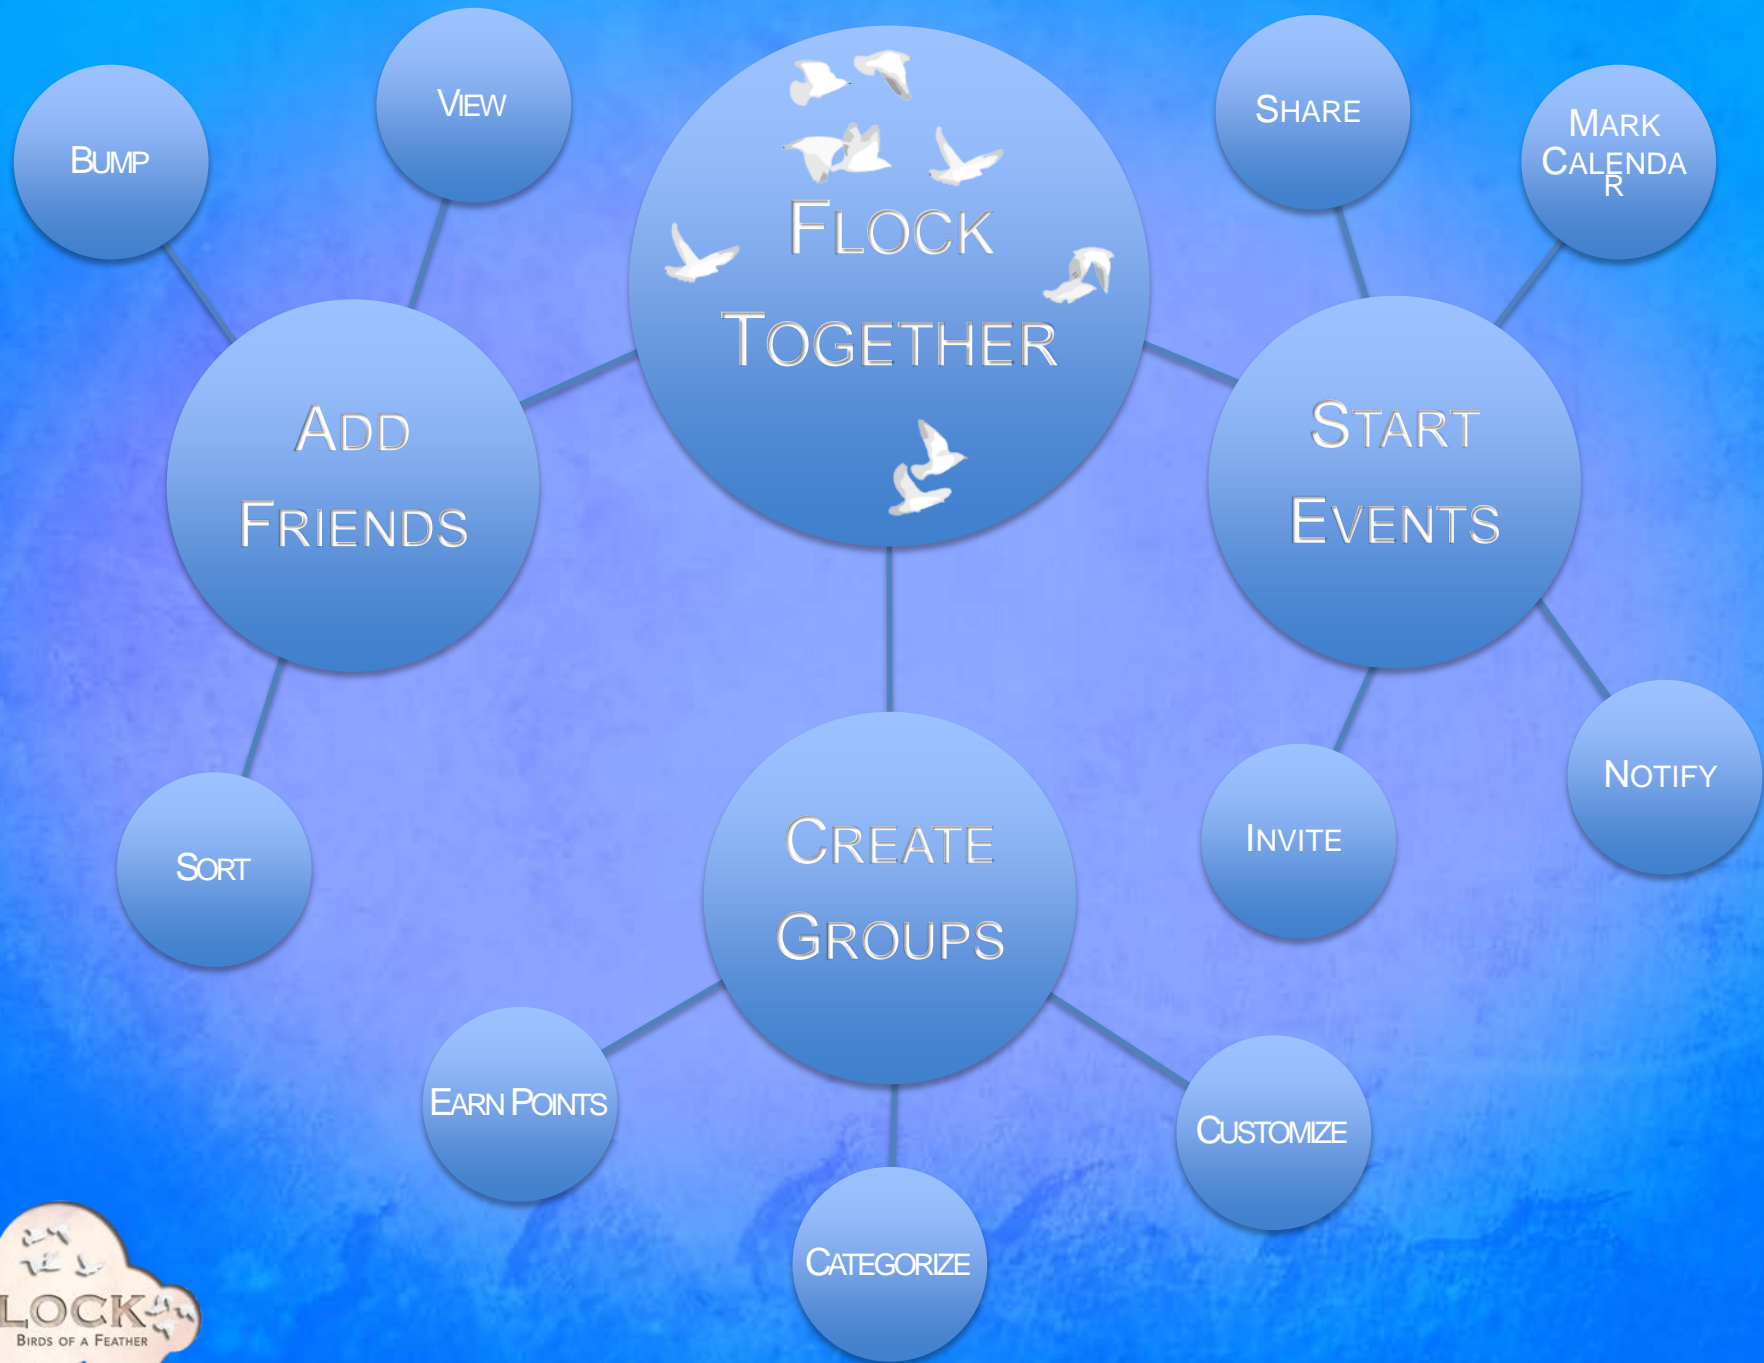 VIEW
BUMP
SHARE
MARK
CALENDA
R
FLOCK
TOGETHER
ADD
FRIENDS
START
EVENTS
SORT
INVITE
NOTIFY
CREATE
GROUPS
EARN POINTS
CUSTOMIZE
CATEGORIZE
LOCK
BIRDS OF A FEATHER